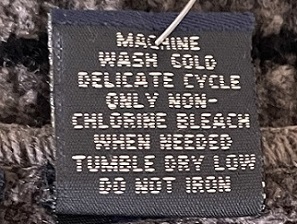 MACHINE
WASH COLD
DELICATE CYCLE
ONLY NON-
CHLORINE BLEACH
WHEN NEEDED
TUMBLE DRY LOW
DO NOT IRON